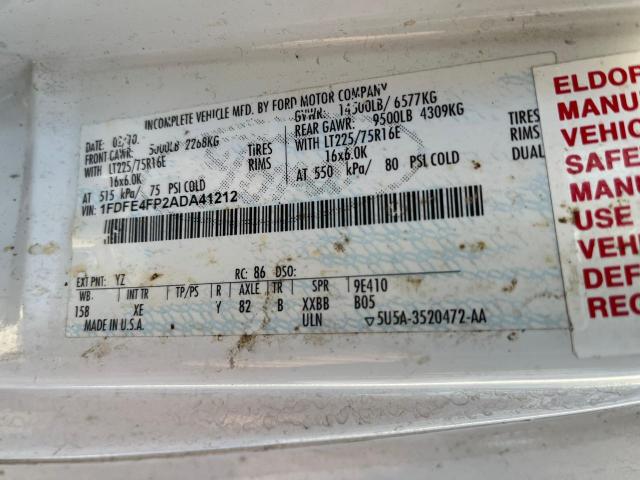 INCOMPLETE VEHICLE MFD. BY FORD MOTOR COMPANY
DATE: GVWR: 14500LB/ 6577KG
FRONT GAWR: 5000LB 2268KG REAR GAWR: 9500LB 4309KG
WITH LT225/75R16E TIRES WITH LT225/75R16E TIRES
16x6.0K RIMS 16x6.0K RIMS
AT 515 kPa/ 75 PSI COLD AT 550 kPa/ 80 PSI COLD DUAL
VIN: 1FDFE4FP2ADA41212
EXT PNT: YZ RC: 86 DSO:
WB. INT TR TP/PS R AXLE TR SPR 9E410
158 XE Y 82 B XXBB B05
MADE IN U.S.A. ULN ▽5U5A-3520472-AA
ELDOR
MANU
VEHIC
SAFE
MANU
USE
VEHI
DEF
REC